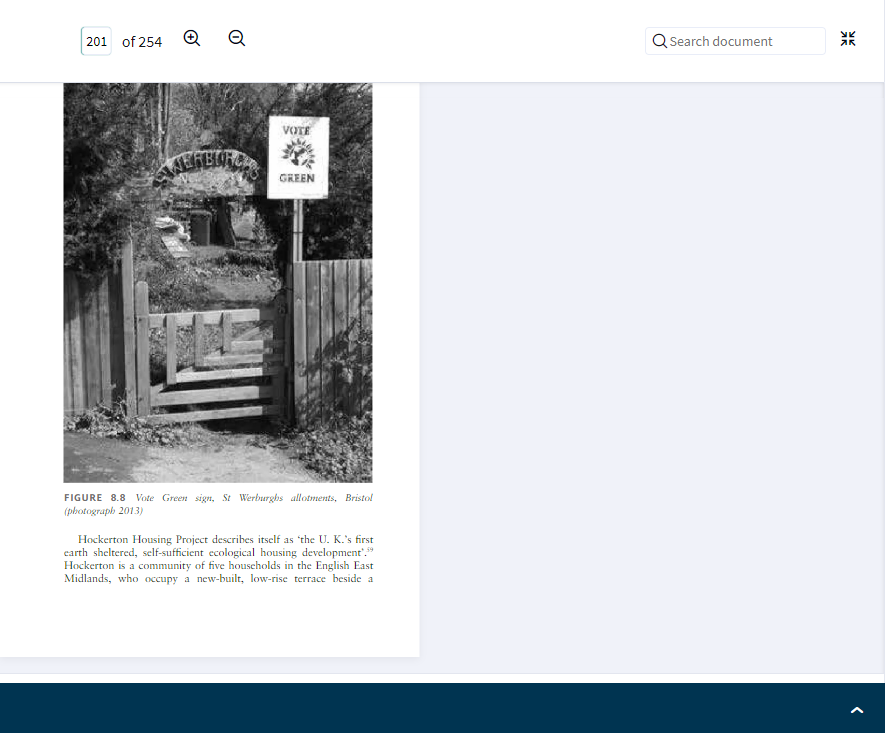 201 of 254 Search document
ST WERBURGHS
VOTE
GREEN
FIGURE 8.8 Vote Green sign, St Werburghs allotments, Bristol
(photograph 2013)
Hockerton Housing Project describes itself as ‘the U. K.’s first
earth sheltered, self-sufficient ecological housing development’.⁵⁹
Hockerton is a community of five households in the English East
Midlands, who occupy a new-built, low-rise terrace beside a